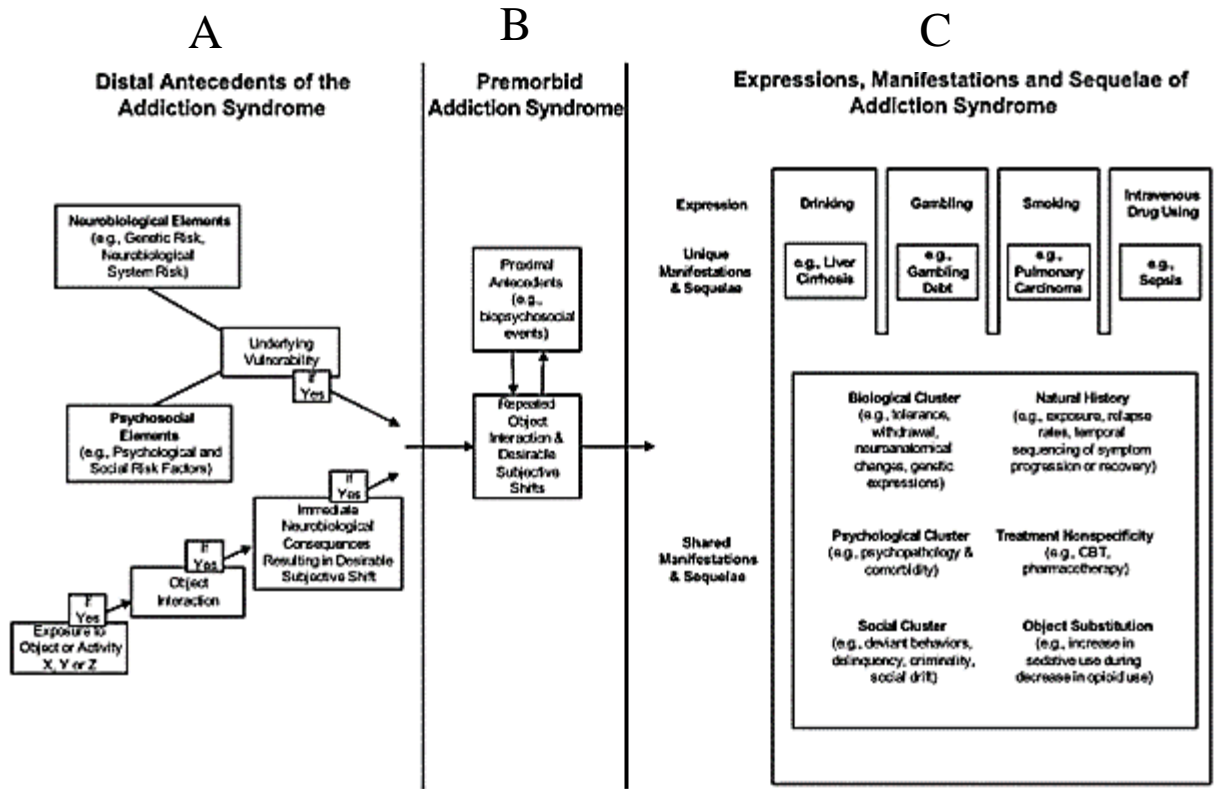 A
B
C
Distal Antecedents of the
Addiction Syndrome
Premorbid
Addiction Syndrome
Expressions, Manifestations and Sequelae of
Addiction Syndrome
Neurobiological Elements
(e.g., Genetic Risk,
Neurobiological
System Risk)
Underlying
Vulnerability
If
Yes
Psychosocial
Elements
(e.g., Psychological and
Social Risk Factors)
If
Yes
Immediate
Neurobiological
Consequences
Resulting in Desirable
Subjective Shift
If
Yes
Object
Interaction
If
Yes
Exposure to
Object or Activity
X, Y or Z
Proximal
Antecedents
(e.g.,
biopsychosocial
events)
Repeated
Object
Interaction &
Desirable
Subjective
Shifts
Expression
Drinking
Gambling
Smoking
Intravenous
Drug Using
Unique
Manifestations
& Sequelae
e.g., Liver
Cirrhosis
e.g.,
Gambling
Debt
e.g.,
Pulmonary
Carcinoma
e.g.,
Sepsis
Shared
Manifestations
& Sequelae
Biological Cluster
(e.g., tolerance,
withdrawal,
neuroanatomical
changes, genetic
expressions)
Natural History
(e.g., exposure, relapse
rates, temporal
sequencing of symptom
progression or recovery)
Psychological Cluster
(e.g., psychopathology &
comorbidity)
Treatment Nonspecificity
(e.g., CBT,
pharmacotherapy)
Social Cluster
(e.g., deviant behaviors,
delinquency, criminality,
social drift)
Object Substitution
(e.g., increase in
sedative use during
decrease in opioid use)